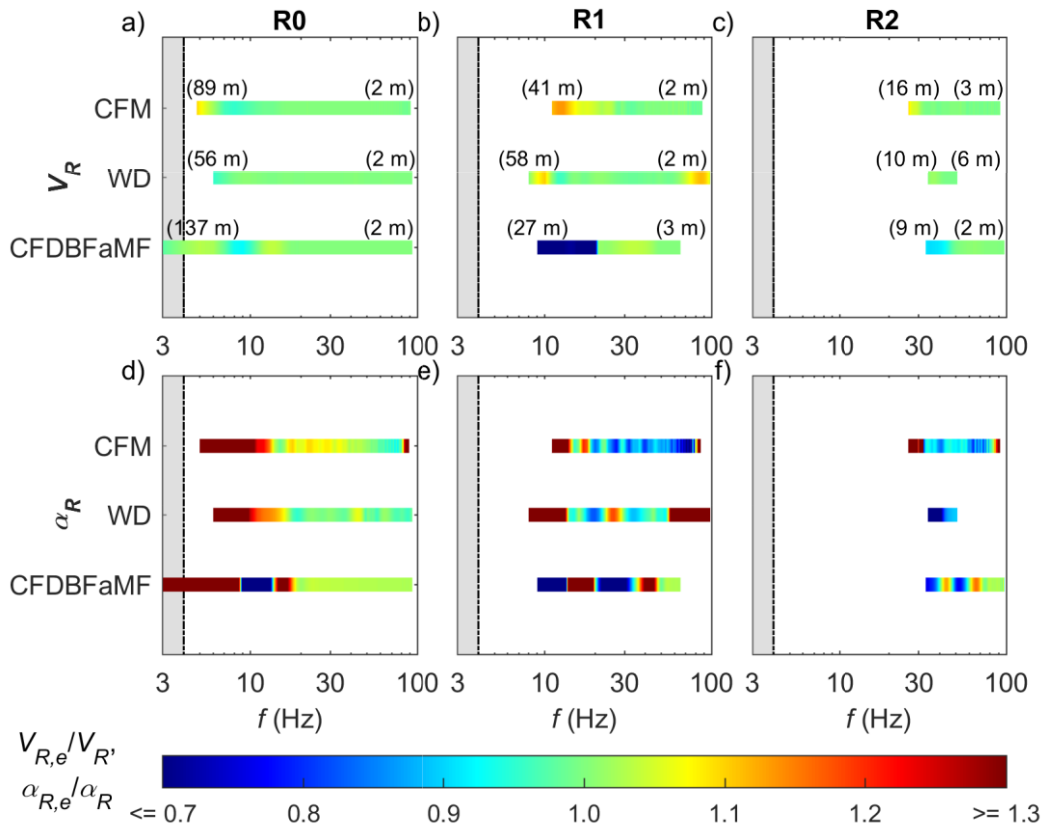 a) R0 b) R1 c) R2
CFM (89 m) (2 m) (41 m) (2 m) (16 m) (3 m)
V_R WD (56 m) (2 m) (58 m) (2 m) (10 m) (6 m)
CFDBFaMF (137 m) (2 m) (27 m) (3 m) (9 m) (2 m)
3 10 30 100 3 10 30 100 3 10 30 100
d) e) f)
CFM
α_R WD
CFDBFaMF
3 10 30 100 3 10 30 100 3 10 30 100
f (Hz) f (Hz) f (Hz)
V_{R,e}/V_R,
α_{R,e}/α_R
<= 0.7 0.8 0.9 1.0 1.1 1.2 >= 1.3